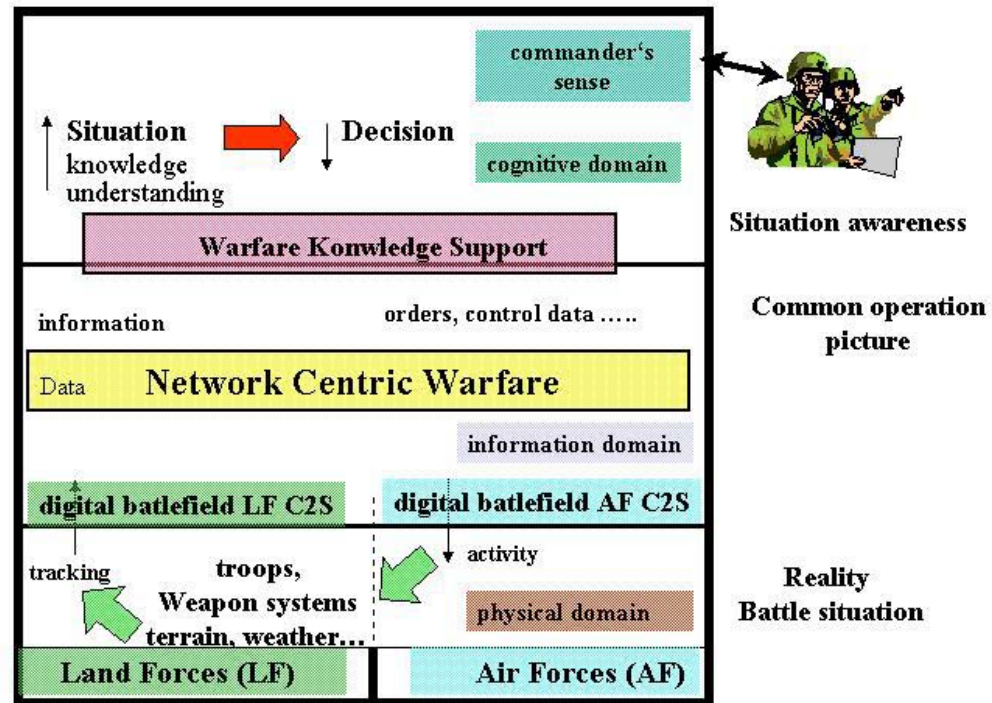 commander's
sense
Situation
knowledge
understanding
Decision
cognitive domain
Situation awareness
Warfare Konwledge Support
information
orders, control data .....
Common operation
picture
Data
Network Centric Warfare
information domain
digital batlefield LF C2S
digital batlefield AF C2S
tracking
troops,
Weapon systems
terrain, weather...
activity
physical domain
Reality
Battle situation
Land Forces (LF)
Air Forces (AF)